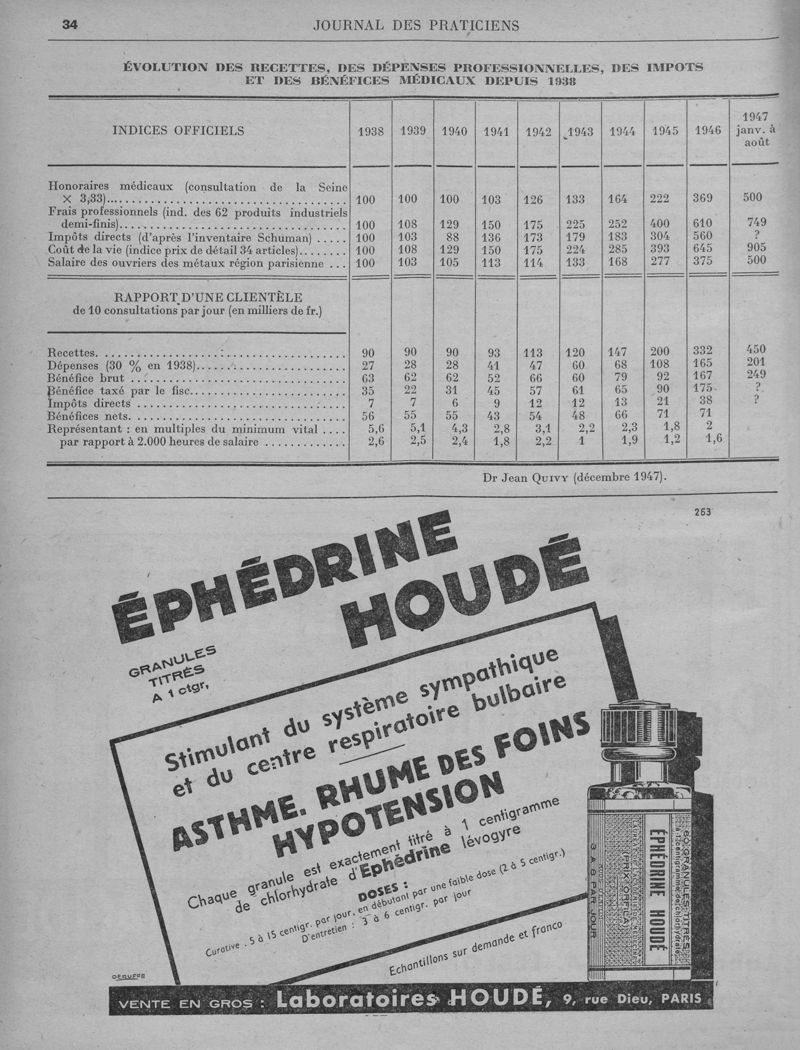 34
JOURNAL DES PRATICIENS
ÉVOLUTION DES RECETTES, DES DÉPENSES PROFESSIONNELLES, DES IMPOTS
ET DES BÉNÉFICES MÉDICAUX DEPUIS 1938
INDICES OFFICIELS 1938 1939 1940 1941 1942 1943 1944 1945 1946 1947 janv. à août
Honoraires médicaux (consultation de la Seine
× 3,33)..... 100 100 100 103 126 133 164 222 369 500
Frais professionnels (ind. des 62 produits industriels
demi-finis)..... 100 108 129 150 175 225 252 400 610 749
Impôts directs (d'après l'inventaire Schuman) ..... 100 103 88 136 173 179 183 304 560 ?
Coût de la vie (indice prix de détail 34 articles)..... 100 108 129 150 175 224 285 393 645 905
Salaire des ouvriers des métaux région parisienne ... 100 103 105 113 114 133 168 277 375 500
RAPPORT D'UNE CLIENTÈLE
de 10 consultations par jour (en milliers de fr.)
Recettes..... 90 90 90 93 113 120 147 200 332 450
Dépenses (30 % en 1938)..... 27 28 28 41 47 60 68 108 165 201
Bénéfice brut ..... 63 62 62 52 66 60 79 92 167 249
Bénéfice taxé par le fisc..... 35 22 31 45 57 61 65 90 175 ?
Impôts directs ..... 7 7 6 9 12 12 13 21 38 ?
Bénéfices nets..... 56 55 55 43 54 48 66 71 71
Représentant : en multiples du minimum vital .... 5,6 5,1 4,3 2,8 3,1 2,2 2,3 1,8 2
par rapport à 2.000 heures de salaire ..... 2,6 2,5 2,4 1,8 2,2 1 1,9 1,2 1,6
Dr Jean QUIVY (décembre 1947).
253
ÉPHÉDRINE
HOUDÉ
GRANULES
TITRÉS
A 1 ctgr,
Stimulant du système sympathique
et du centre respiratoire bulbaire
ASTHME. RHUME DES FOINS
HYPOTENSION
Chaque granule est exactement titré à 1 centigramme
de chlorhydrate d'Ephédrine lévogyre
DOSES :
Curative . 5 à 15 centigr. par jour, en débutant par une faible dose (2 à 5 centigr.)
D'entretien : 3 à 6 centigr. par jour
Echantillons sur demande et franco
60 GRANULES TITRÉS
à 1 centigramme de chlorhydrate
EPHÉDRINE HOUDÉ
3 A 6 PAR JOUR
VENTE EN GROS : Laboratoires HOUDÉ, 9, rue Dieu, PARIS